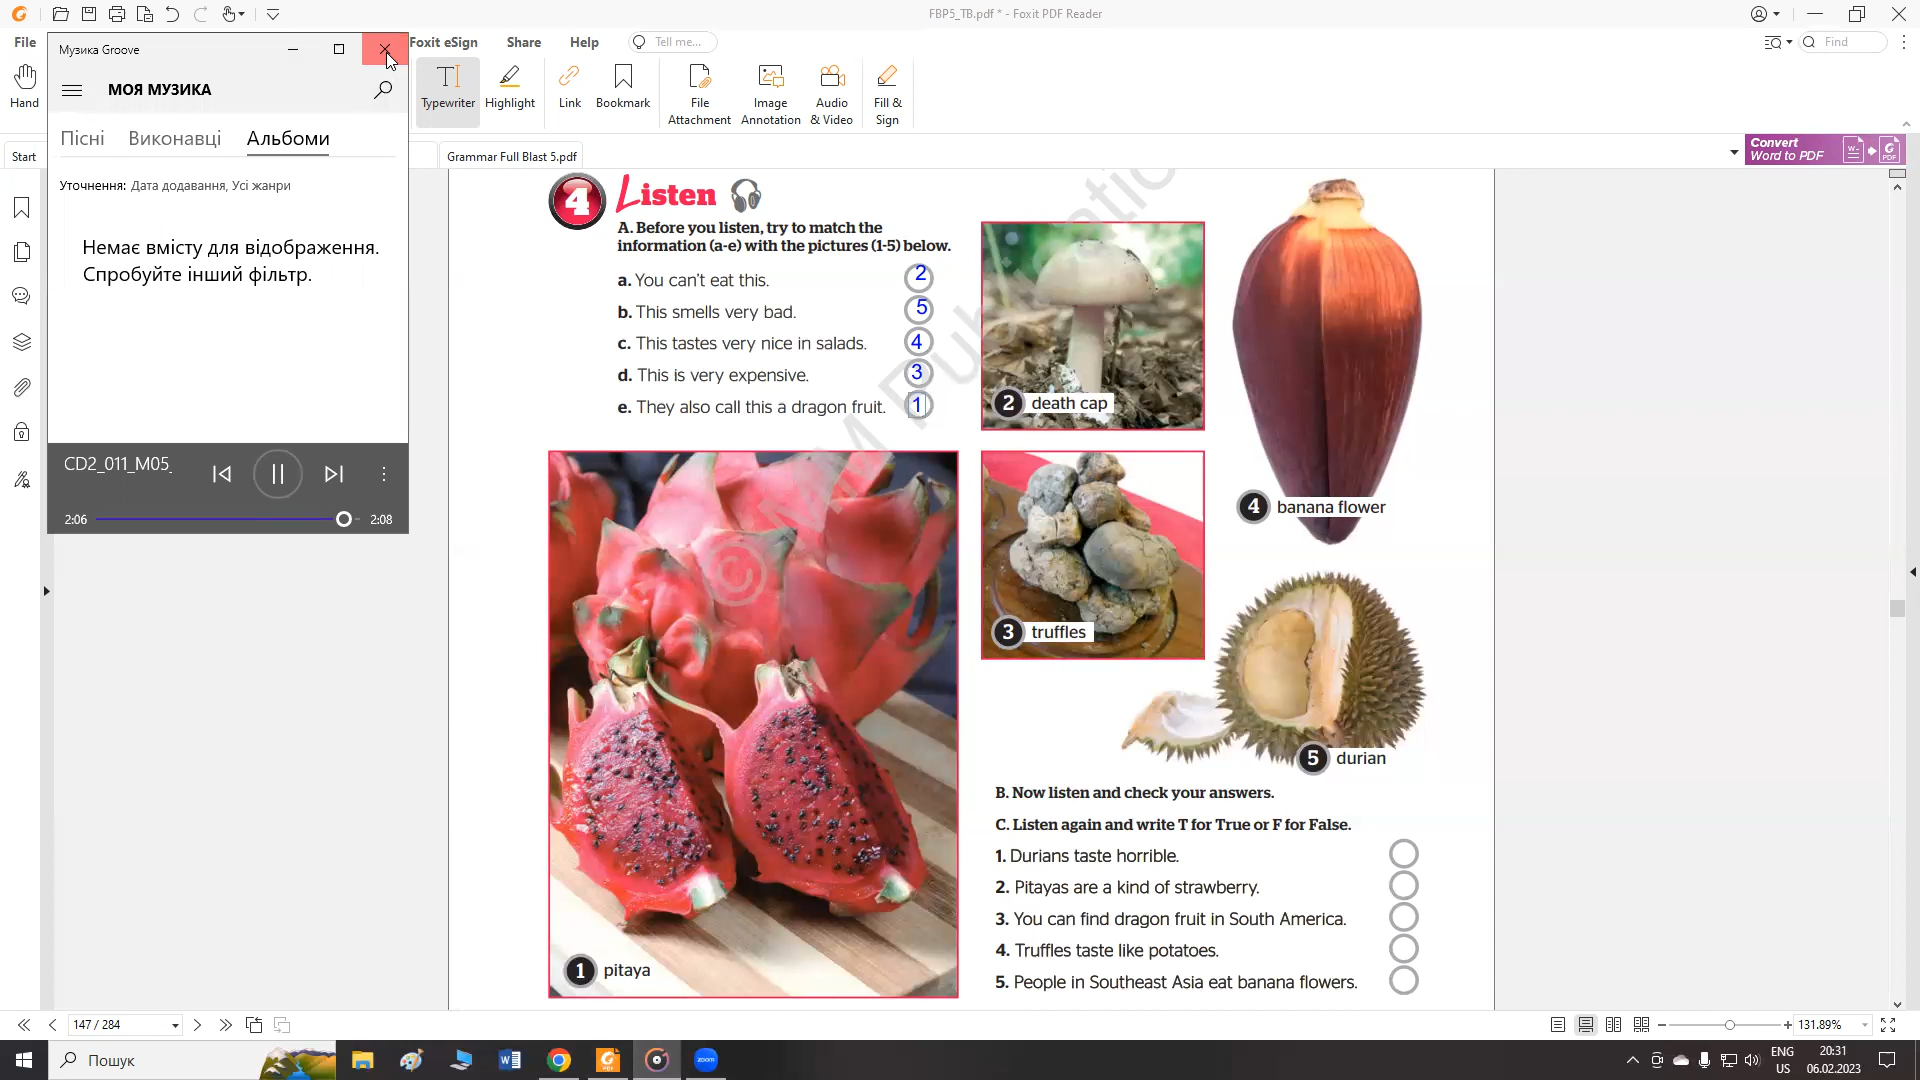 FBP5_TB.pdf * - Foxit PDF Reader
File
Foxit eSign
Share
Help
Tell me...
Find
Hand
Typewriter
Highlight
Link
Bookmark
File
Attachment
Image
Annotation
Audio
& Video
Fill &
Sign
Start
Grammar Full Blast 5.pdf
Convert
Word to PDF
Музика Groove
МОЯ МУЗИКА
Пісні
Виконавці
Альбоми
Уточнення: Дата додавання, Усі жанри
Немає вмісту для відображення.
Спробуйте інший фільтр.
CD2_011_M05_
2:06
2:08
4 Listen
A. Before you listen, try to match the
information (a-e) with the pictures (1-5) below.
a. You can't eat this. 2
b. This smells very bad. 5
c. This tastes very nice in salads. 4
d. This is very expensive. 3
e. They also call this a dragon fruit. 1
2 death cap
4 banana flower
3 truffles
5 durian
1 pitaya
B. Now listen and check your answers.
C. Listen again and write T for True or F for False.
1. Durians taste horrible.
2. Pitayas are a kind of strawberry.
3. You can find dragon fruit in South America.
4. Truffles taste like potatoes.
5. People in Southeast Asia eat banana flowers.
147 / 284
131.89%
Пошук
zoom
ENG
US
20:31
06.02.2023